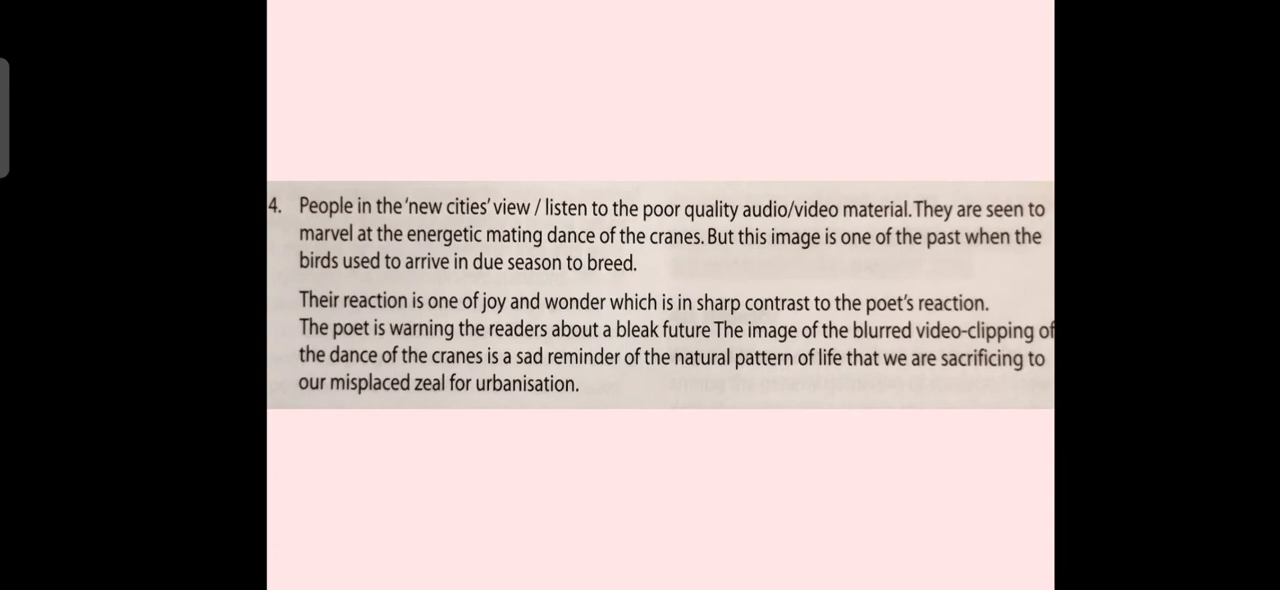 4. People in the 'new cities' view / listen to the poor quality audio/video material. They are seen to
marvel at the energetic mating dance of the cranes. But this image is one of the past when the
birds used to arrive in due season to breed.
Their reaction is one of joy and wonder which is in sharp contrast to the poet's reaction.
The poet is warning the readers about a bleak future The image of the blurred video-clipping of
the dance of the cranes is a sad reminder of the natural pattern of life that we are sacrificing to
our misplaced zeal for urbanisation.